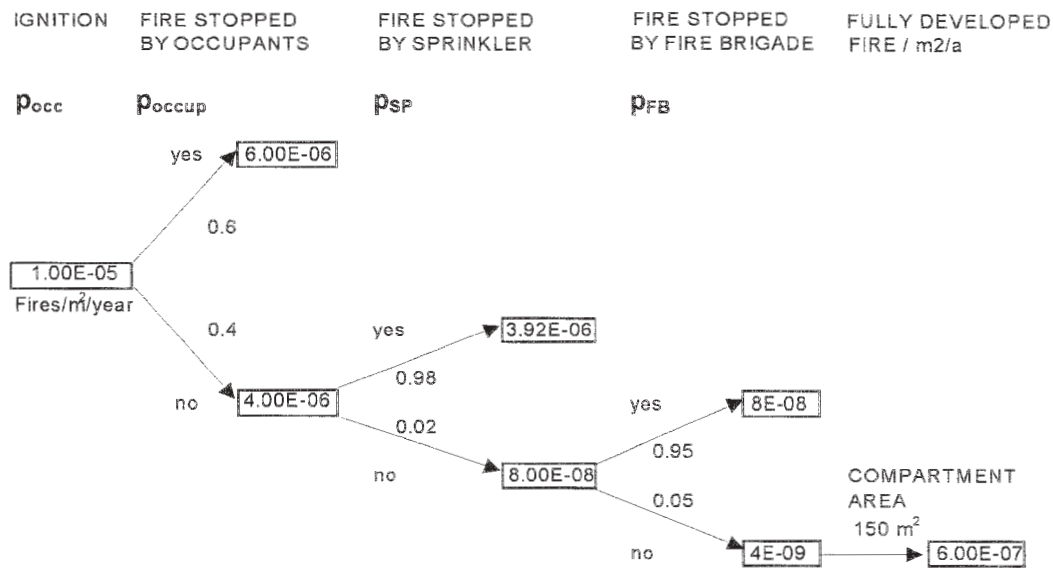 IGNITION
FIRE STOPPED
BY OCCUPANTS
FIRE STOPPED
BY SPRINKLER
FIRE STOPPED
BY FIRE BRIGADE
FULLY DEVELOPED
FIRE / m2/a
pocc
poccup
pSP
pFB
yes
6.00E-06
0.6
1.00E-05
Fires/m²/year
0.4
yes
3.92E-06
0.98
no
4.00E-06
0.02
yes
8E-08
0.95
no
8.00E-08
0.05
COMPARTMENT
AREA
150 m²
no
4E-09
6.00E-07